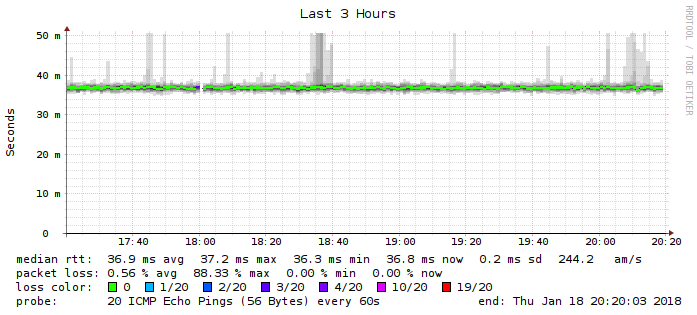 Last 3 Hours
RRDTOOL / TOBI OETIKER
Seconds
50 m
40 m
30 m
20 m
10 m
0
17:40 18:00 18:20 18:40 19:00 19:20 19:40 20:00 20:20
median rtt: 36.9 ms avg 37.2 ms max 36.3 ms min 36.8 ms now 0.2 ms sd 244.2 am/s
packet loss: 0.56 % avg 88.33 % max 0.00 % min 0.00 % now
loss color: 0 1/20 2/20 3/20 4/20 10/20 19/20
probe: 20 ICMP Echo Pings (56 Bytes) every 60s end: Thu Jan 18 20:20:03 2018